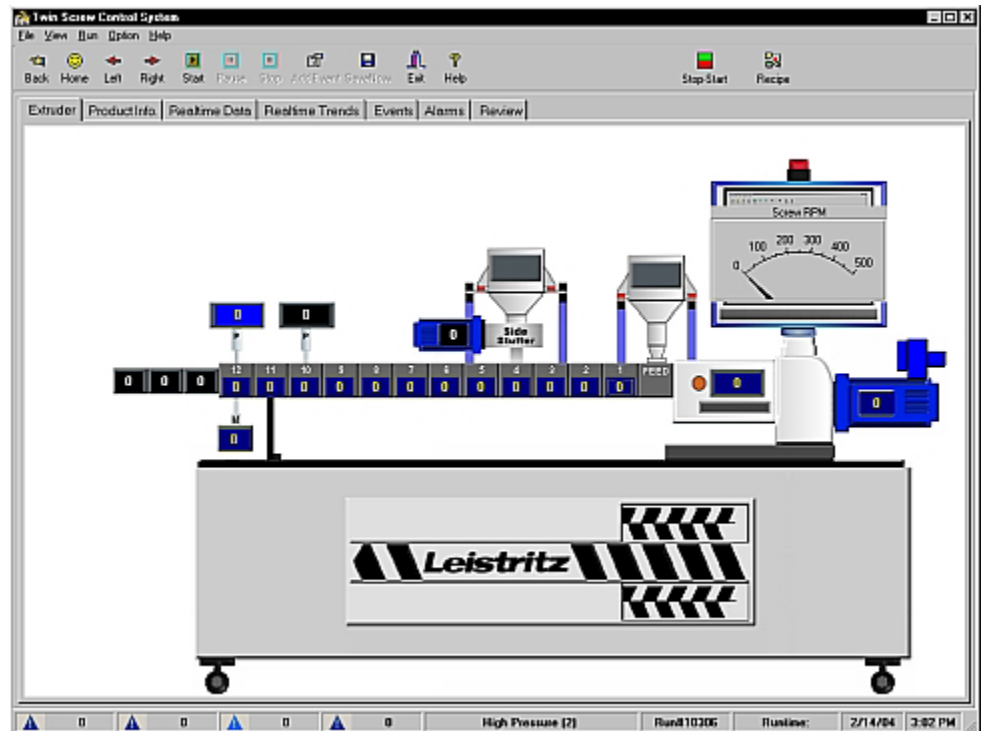 Twin Screw Control System
File View Run Option Help
Back Home Left Right Start Pause Stop Add Event SaveNow Exit Help Stop-Start Recipe
Extruder Product Info. Realtime Data Realtime Trends Events Alarms Review
Screw RPM
0 100 200 300 400 500
0 0
P P
0 Side
Stuffer
12 11 10 9 8 7 6 5 4 3 2 1 FEED
0 0 0 0 0 0 0 0 0 0 0 0 0 0 0 0
0
M
0
Leistritz
0 0 0 0 High Pressure (2) Run#10306 Runtime: 2/14/04 3:02 PM